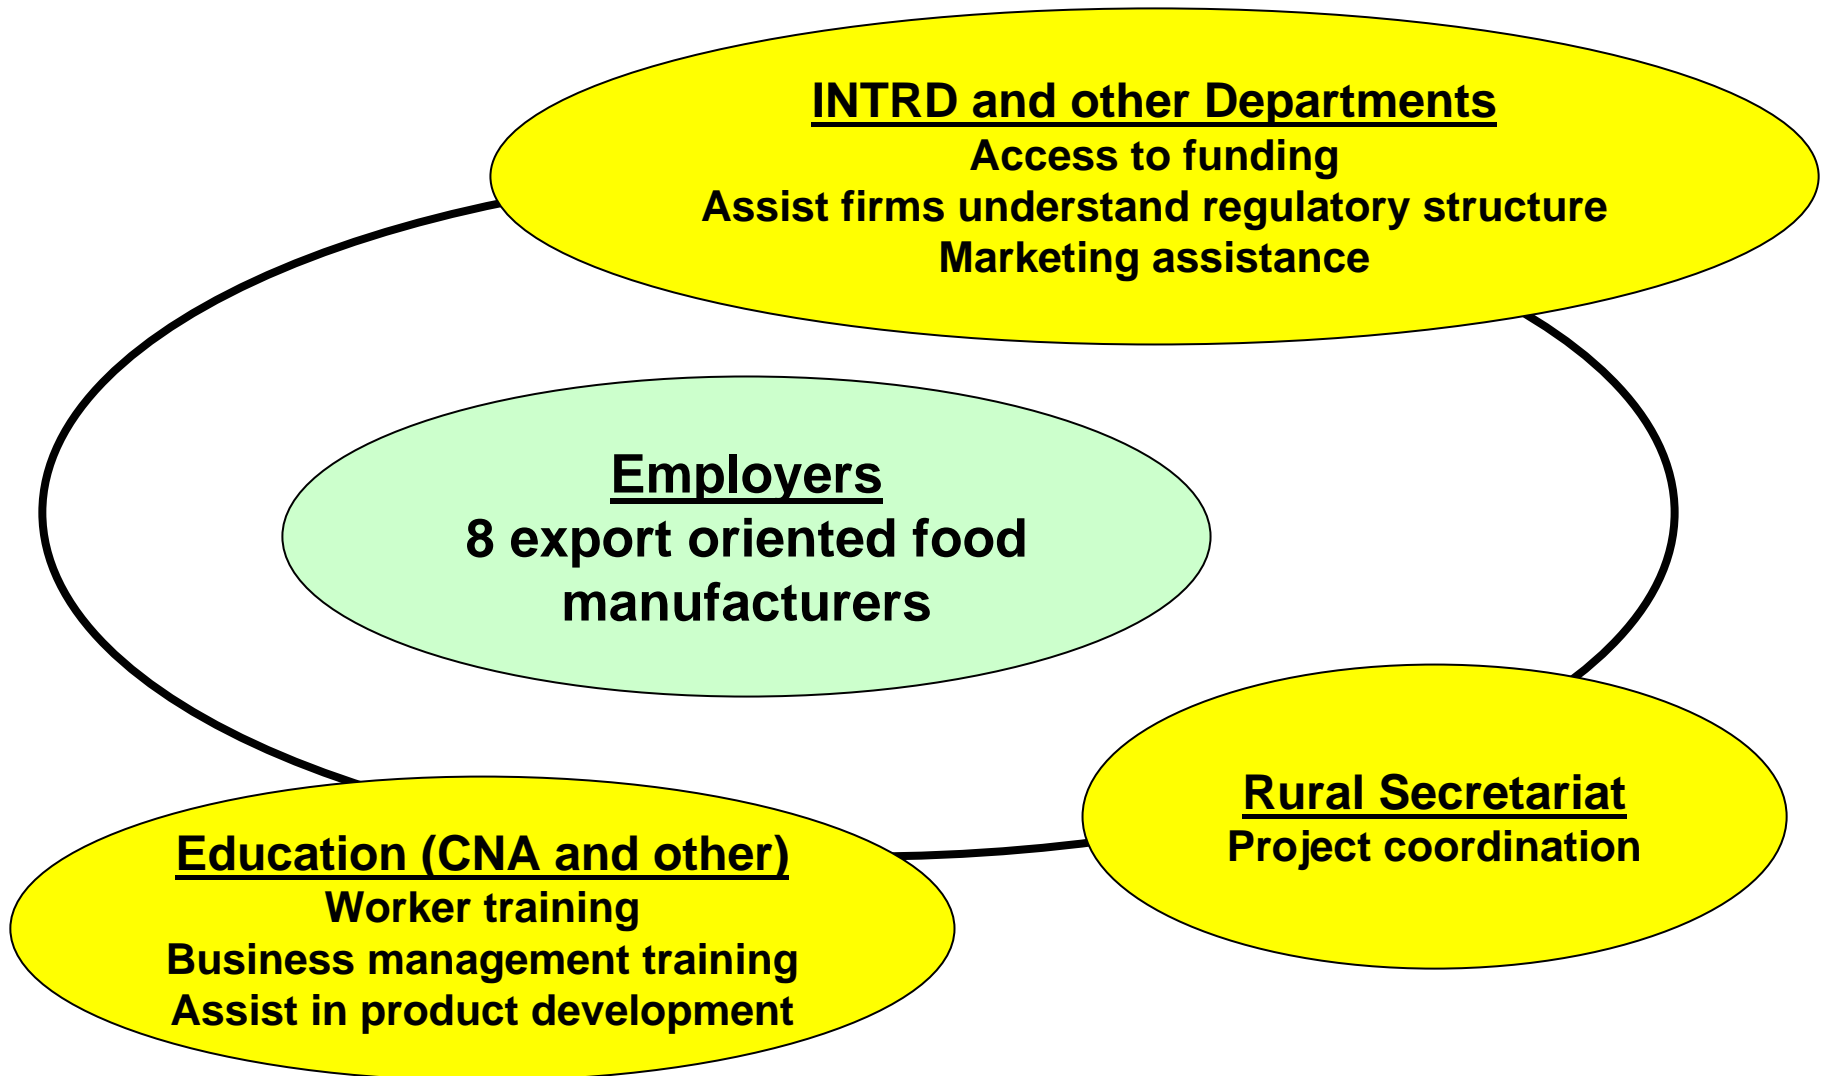 INTRD and other Departments
Access to funding
Assist firms understand regulatory structure
Marketing assistance
Employers
8 export oriented food
manufacturers
Rural Secretariat
Project coordination
Education (CNA and other)
Worker training
Business management training
Assist in product development